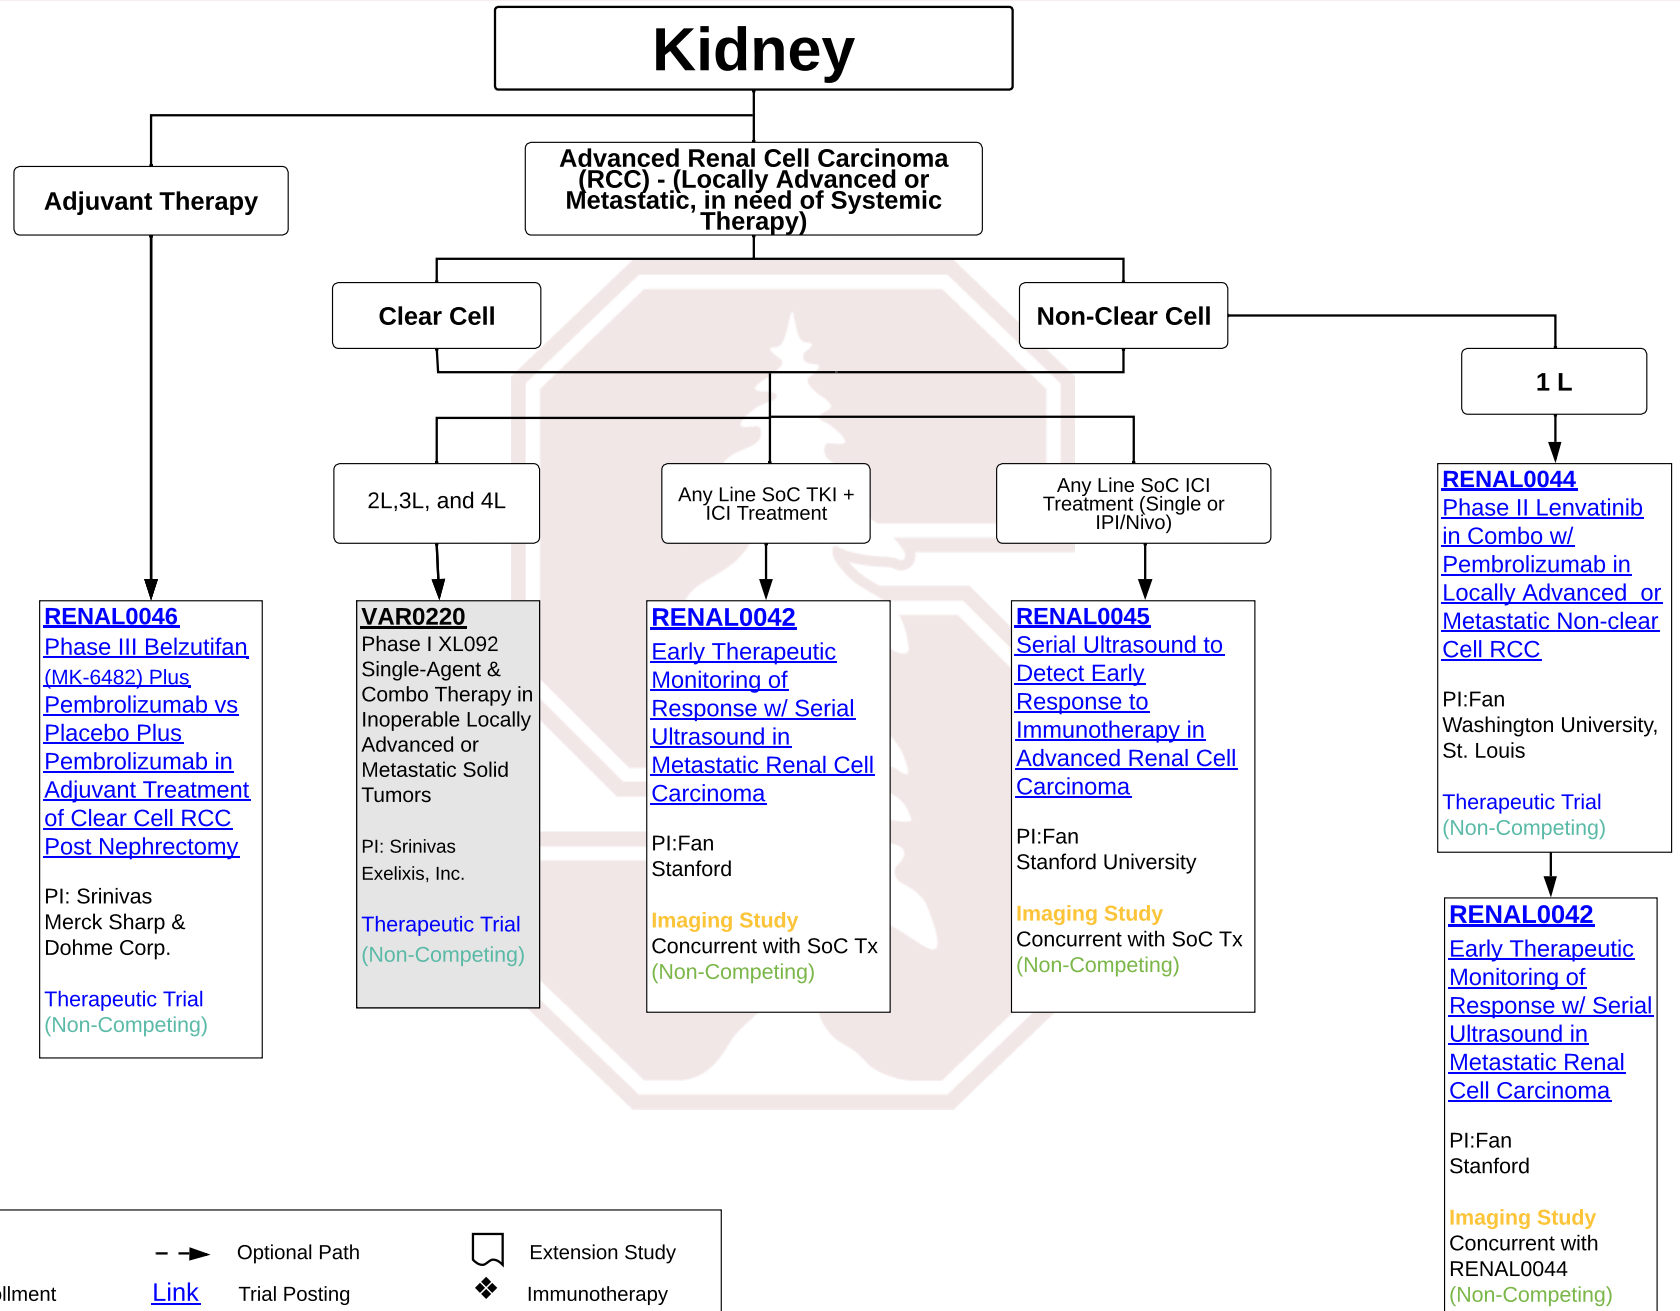 Kidney
Adjuvant Therapy
Advanced Renal Cell Carcinoma
(RCC) - (Locally Advanced or
Metastatic, in need of Systemic
Therapy)
Clear Cell
Non-Clear Cell
1 L
2L,3L, and 4L
Any Line SoC TKI +
ICI Treatment
Any Line SoC ICI
Treatment (Single or
IPI/Nivo)
RENAL0046
Phase III Belzutifan
(MK-6482) Plus
Pembrolizumab vs
Placebo Plus
Pembrolizumab in
Adjuvant Treatment
of Clear Cell RCC
Post Nephrectomy
PI: Srinivas
Merck Sharp &
Dohme Corp.
Therapeutic Trial
(Non-Competing)
VAR0220
Phase I XL092
Single-Agent &
Combo Therapy in
Inoperable Locally
Advanced or
Metastatic Solid
Tumors
PI: Srinivas
Exelixis, Inc.
Therapeutic Trial
(Non-Competing)
RENAL0042
Early Therapeutic
Monitoring of
Response w/ Serial
Ultrasound in
Metastatic Renal Cell
Carcinoma
PI:Fan
Stanford
Imaging Study
Concurrent with SoC Tx
(Non-Competing)
RENAL0045
Serial Ultrasound to
Detect Early
Response to
Immunotherapy in
Advanced Renal Cell
Carcinoma
PI:Fan
Stanford University
Imaging Study
Concurrent with SoC Tx
(Non-Competing)
RENAL0044
Phase II Lenvatinib
in Combo w/
Pembrolizumab in
Locally Advanced or
Metastatic Non-clear
Cell RCC
PI:Fan
Washington University,
St. Louis
Therapeutic Trial
(Non-Competing)
RENAL0042
Early Therapeutic
Monitoring of
Response w/ Serial
Ultrasound in
Metastatic Renal
Cell Carcinoma
PI:Fan
Stanford
Imaging Study
Concurrent with
RENAL0044
(Non-Competing)
Optional Path
Extension Study
Link Trial Posting
Immunotherapy